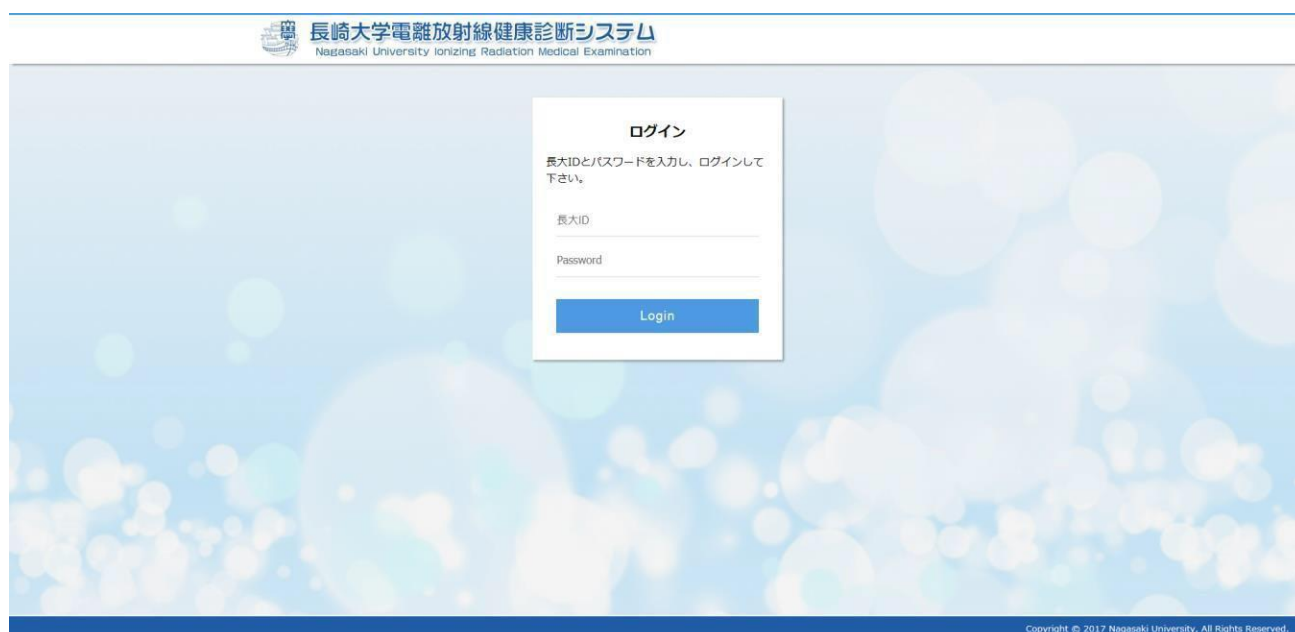 長崎大学電離放射線健康診断システム
Nagasaki University Ionizing Radiation Medical Examination
ログイン
長大IDとパスワードを入力し、ログインして
下さい。
長大ID
Password
Login
Copyright © 2017 Nagasaki University. All Rights Reserved.